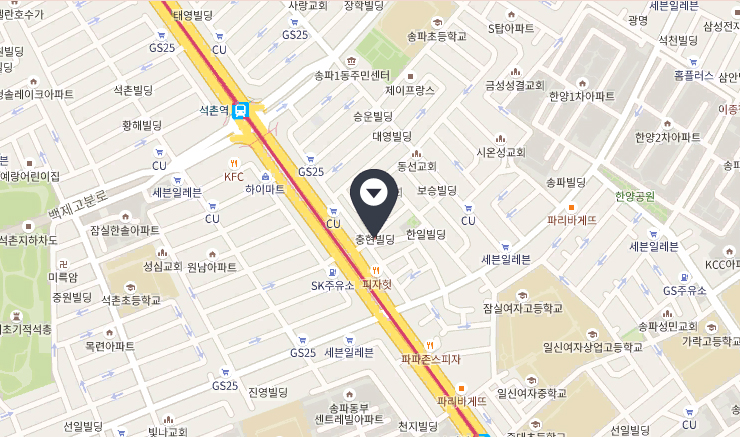 태영빌딩
사랑교회
장학빌딩
세븐일레븐
광명
GS25
CU
GS25
송파초등학교
S탑아파트
석천빌딩
송파1동주민센터
제이프랑스
금성성결교회
홈플러스
석촌빌딩
석촌역
승운빌딩
한양1차아파트
황해빌딩
대영빌딩
한양2차아파트
CU
GS25
동선교회
시온성교회
KFC
하이마트
보승빌딩
송파빌딩
세븐일레븐
한양공원
백제고분로
CU
CU
CU
파리바게뜨
잠실한솔아파트
충현빌딩
한일빌딩
세븐일레븐
석촌지하차도
성심교회
원남아파트
세븐일레븐
미륵암
중원빌딩
석촌초등학교
SK주유소
피자헛
GS주유소
잠실여자고등학교
송파성민교회
목련아파트
GS25
세븐일레븐
파파존스피자
일신여자상업고등학교
가락고등학교
GS25
진영빌딩
일신여자중학교
파리바게뜨
송파동부
센트레빌아파트
선일빌딩
빛나교회
천지빌딩
선일빌딩
CU